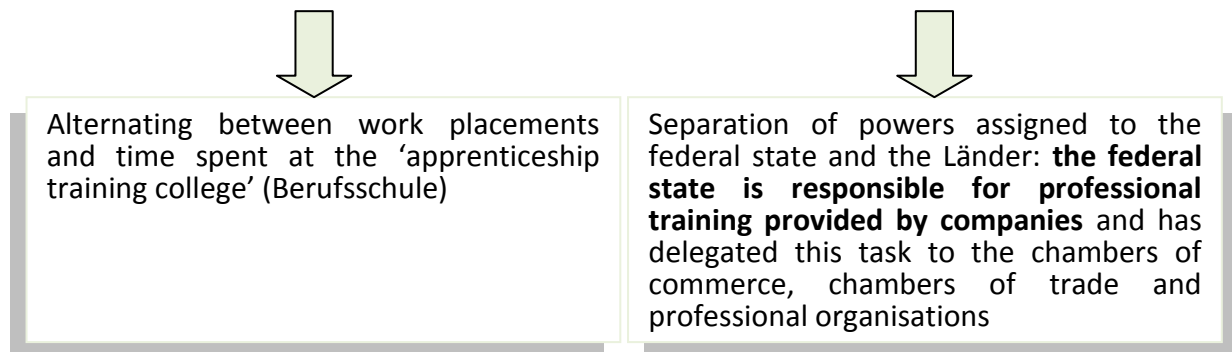 Alternating between work placements
and time spent at the ‘apprenticeship
training college’ (Berufsschule)
Separation of powers assigned to the
federal state and the Länder: the federal
state is responsible for professional
training provided by companies and has
delegated this task to the chambers of
commerce, chambers of trade and
professional organisations